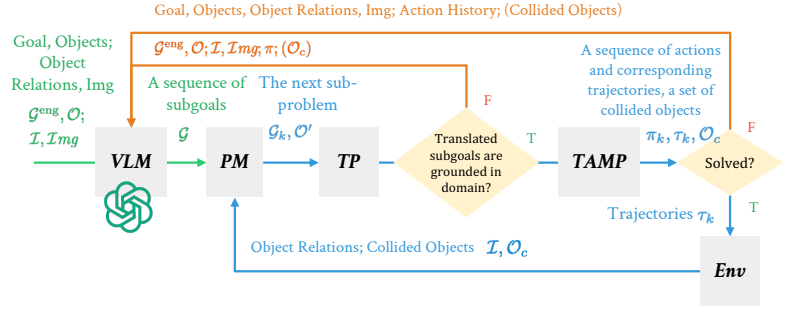 Goal, Objects, Object Relations, Img; Action History; (Collided Objects)
Goal, Objects;
Object
Relations, Img
𝒢ᵉⁿᵍ, 𝒪;
ℐ, ℐmg
𝒢ᵉⁿᵍ, 𝒪; ℐ, ℐmg; π; (𝒪_c)
A sequence of
subgoals
𝒢
The next sub-
problem
𝒢_k, 𝒪′
A sequence of actions
and corresponding
trajectories, a set of
collided objects
π_k, τ_k, 𝒪_c
F
F
VLM
PM
TP
Translated
subgoals are
grounded in
domain?
T
TAMP
Solved?
T
Trajectories τ_k
Object Relations; Collided Objects ℐ, 𝒪_c
Env